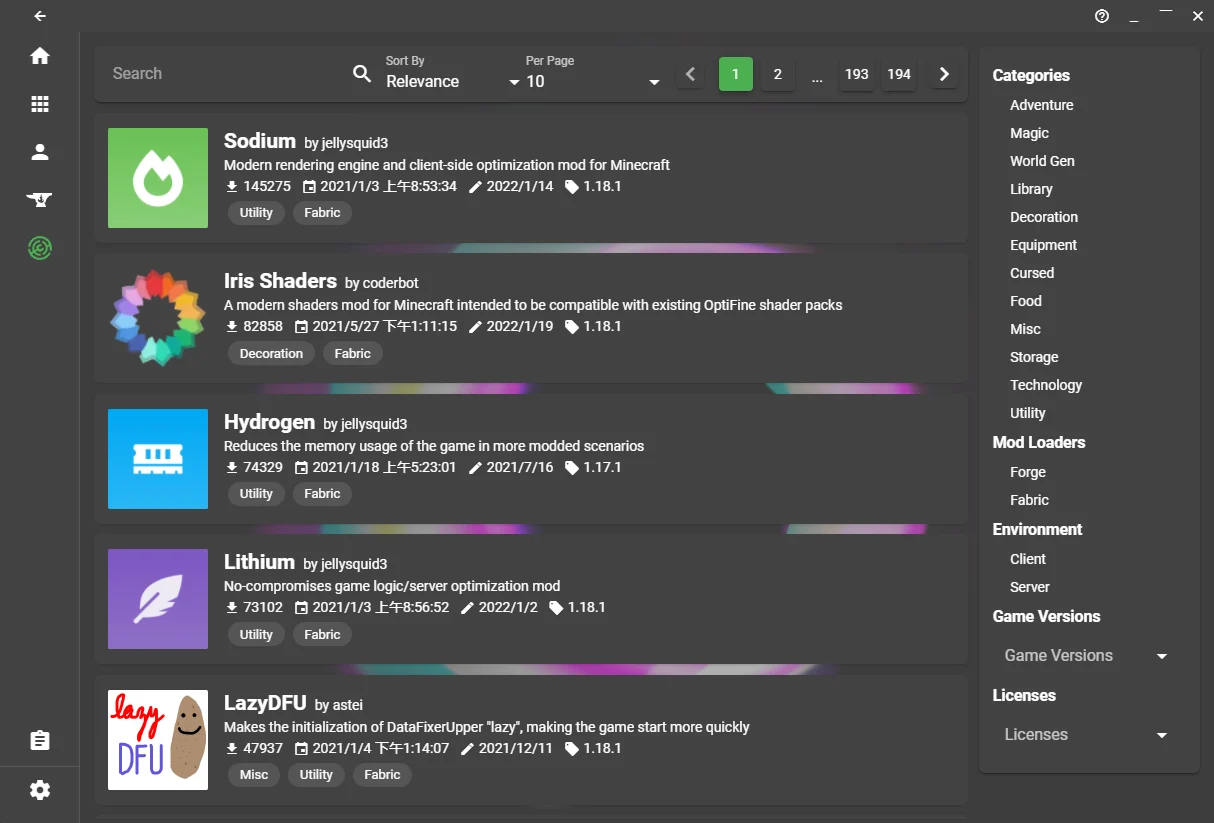 Search
Sort By
Relevance
Per Page
10
1
2
...
193
194
Sodium by jellysquid3
Modern rendering engine and client-side optimization mod for Minecraft
145275 2021/1/3 上午8:53:34 2022/1/14 1.18.1
Utility Fabric
Iris Shaders by coderbot
A modern shaders mod for Minecraft intended to be compatible with existing OptiFine shader packs
82858 2021/5/27 下午1:11:15 2022/1/19 1.18.1
Decoration Fabric
Hydrogen by jellysquid3
Reduces the memory usage of the game in more modded scenarios
74329 2021/1/18 上午5:23:01 2021/7/16 1.17.1
Utility Fabric
Lithium by jellysquid3
No-compromises game logic/server optimization mod
73102 2021/1/3 上午8:56:52 2022/1/2 1.18.1
Utility Fabric
lazy
DFU
LazyDFU by astei
Makes the initialization of DataFixerUpper "lazy", making the game start more quickly
47937 2021/1/4 下午1:14:07 2021/12/11 1.18.1
Misc Utility Fabric
Categories
Adventure
Magic
World Gen
Library
Decoration
Equipment
Cursed
Food
Misc
Storage
Technology
Utility
Mod Loaders
Forge
Fabric
Environment
Client
Server
Game Versions
Game Versions
Licenses
Licenses